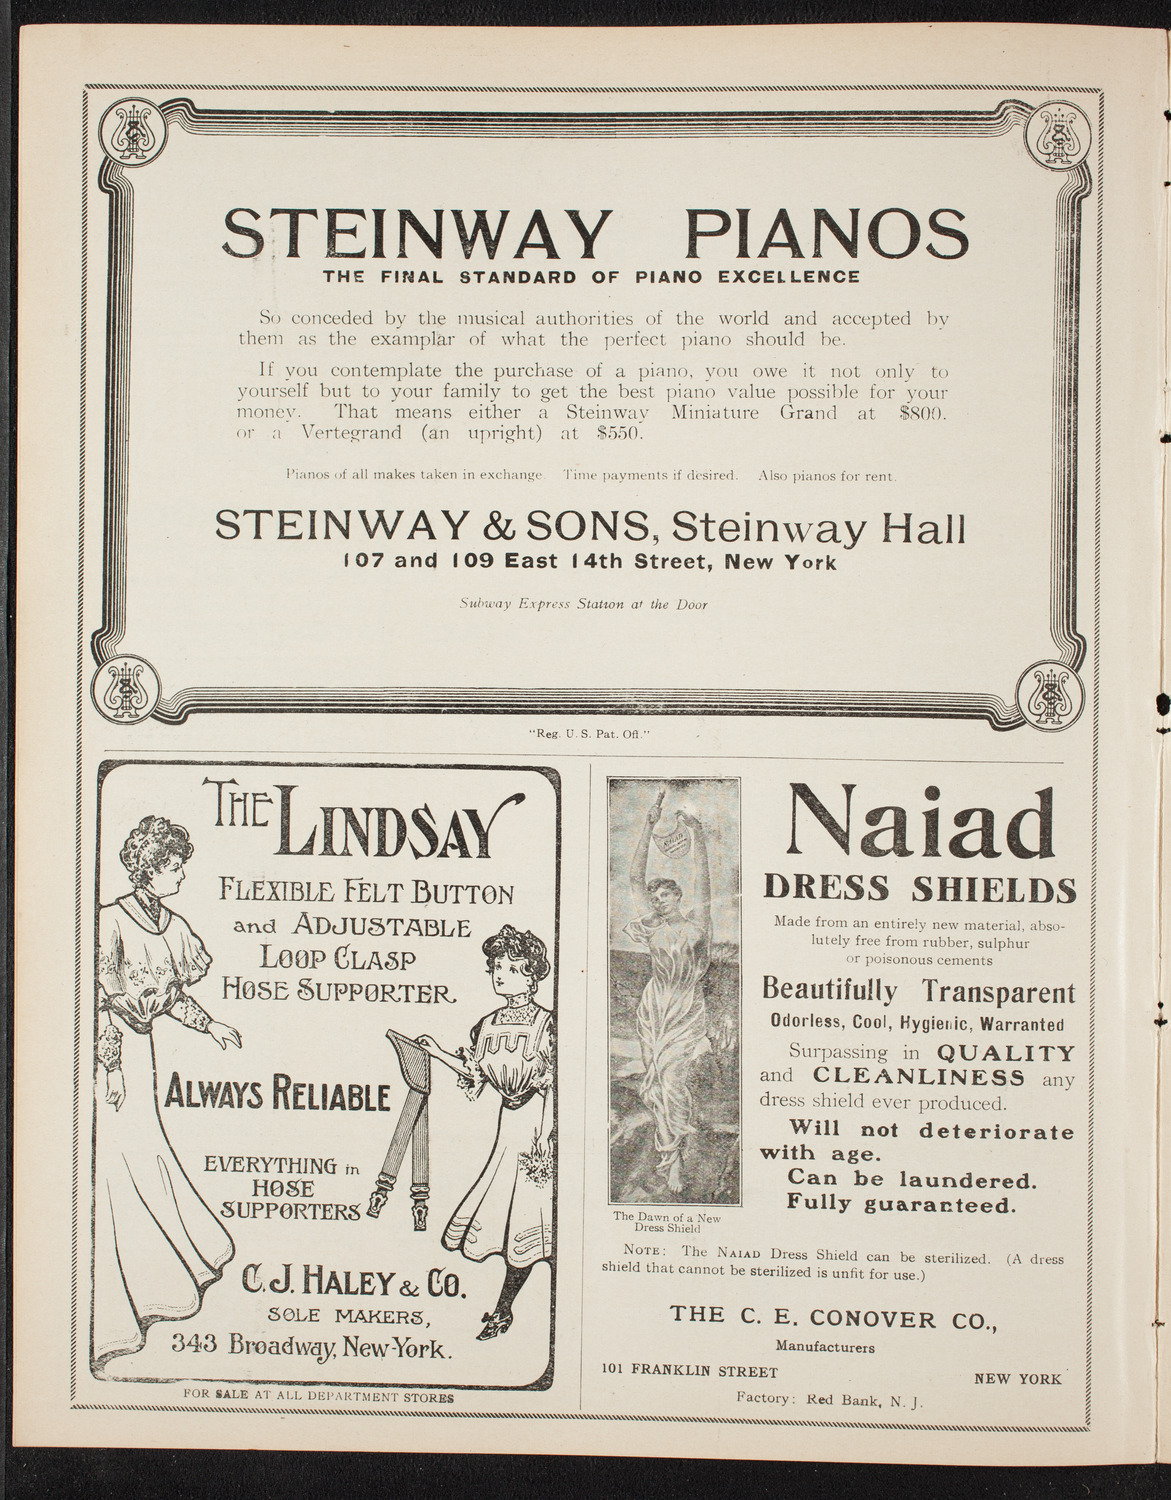 STEINWAY PIANOS
THE FINAL STANDARD OF PIANO EXCELLENCE
So conceded by the musical authorities of the world and accepted by
them as the examplar of what the perfect piano should be.
If you contemplate the purchase of a piano, you owe it not only to
yourself but to your family to get the best piano value possible for your
money. That means either a Steinway Miniature Grand at $800.
or a Vertegrand (an upright) at $550.
Pianos of all makes taken in exchange Time payments if desired. Also pianos for rent.
STEINWAY & SONS, Steinway Hall
107 and 109 East 14th Street, New York
Subway Express Station at the Door
"Reg. U. S. Pat. Off."
THE LINDSAY
FLEXIBLE FELT BUTTON
and ADJUSTABLE
LOOP CLASP
HOSE SUPPORTER.
ALWAYS RELIABLE
EVERYTHING in
HOSE
SUPPORTERS
C. J. HALEY & CO.
SOLE MAKERS,
343 Broadway, New-York.
FOR SALE AT ALL DEPARTMENT STORES
Naiad
DRESS SHIELDS
Made from an entirely new material, abso-
lutely free from rubber, sulphur
or poisonous cements
Beautifully Transparent
Odorless, Cool, Hygienic, Warranted
Surpassing in QUALITY
and CLEANLINESS any
dress shield ever produced.
Will not deteriorate
with age.
Can be laundered.
Fully guaranteed.
The Dawn of a New
Dress Shield
NOTE: The NAIAD Dress Shield can be sterilized. (A dress
shield that cannot be sterilized is unfit for use.)
THE C. E. CONOVER CO.,
Manufacturers
101 FRANKLIN STREET NEW YORK
Factory: Red Bank, N. J.